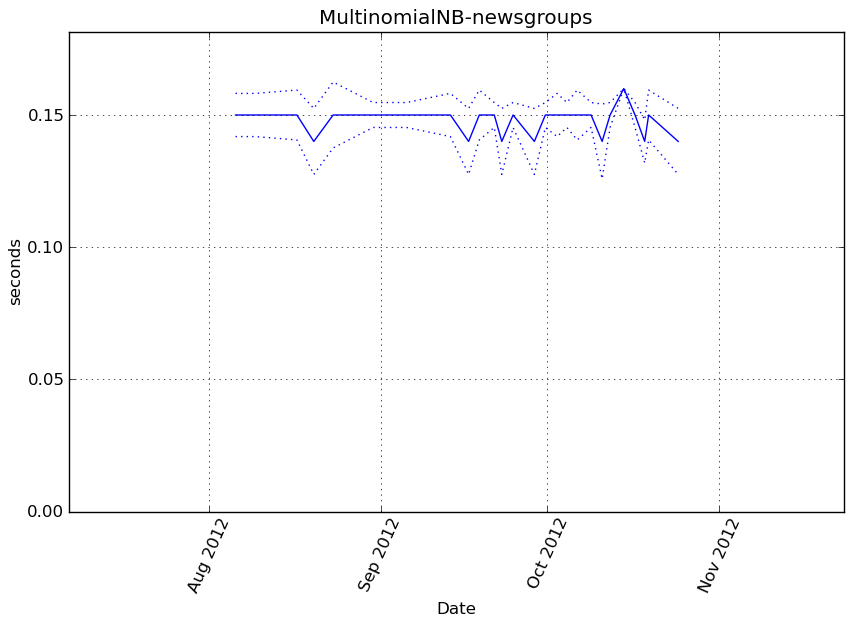 MultinomialNB-newsgroups
0.15
0.10
0.05
0.00
seconds
Aug 2012
Sep 2012
Oct 2012
Nov 2012
Date